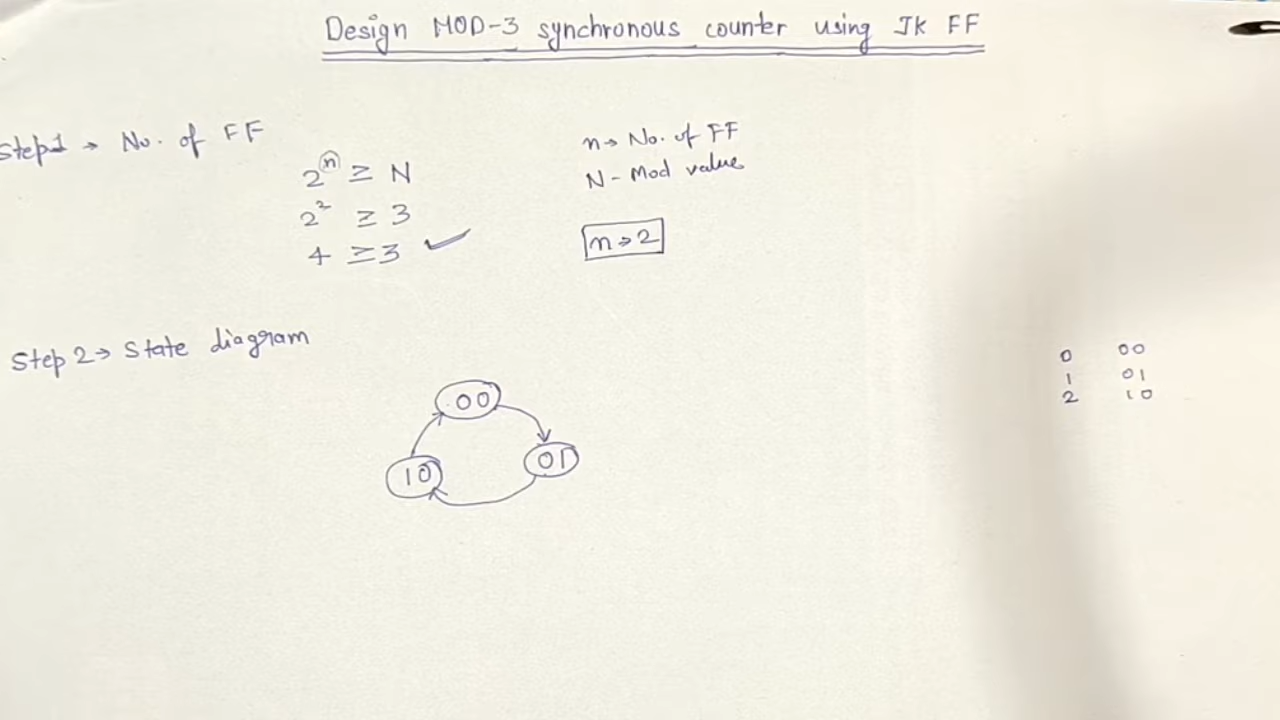 Design MOD-3 synchronous counter using JK FF
Step1 → No. of FF
2^n ≥ N
2^2 ≥ 3
4 ≥ 3 ✓
n → No. of FF
N - Mod value
n → 2
Step 2 → State diagram
00
01
10
0 00
1 01
2 10